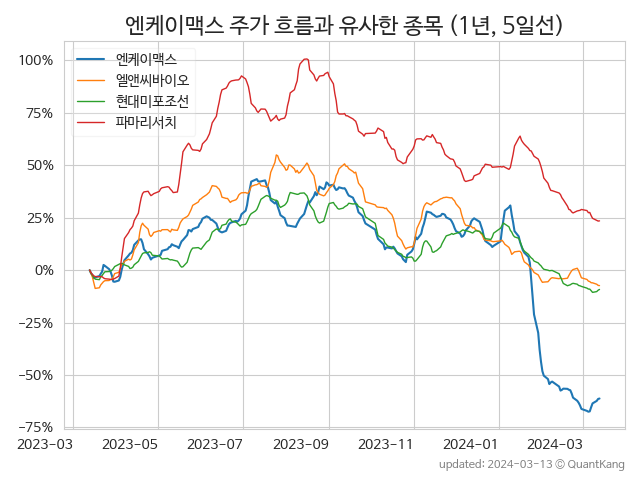 엔케이맥스 주가 흐름과 유사한 종목 (1년, 5일선)
엔케이맥스
엘앤씨바이오
현대미포조선
파마리서치
100%
75%
50%
25%
0%
−25%
−50%
−75%
2023-03 2023-05 2023-07 2023-09 2023-11 2024-01 2024-03
updated: 2024-03-13 ⓒ QuantKang